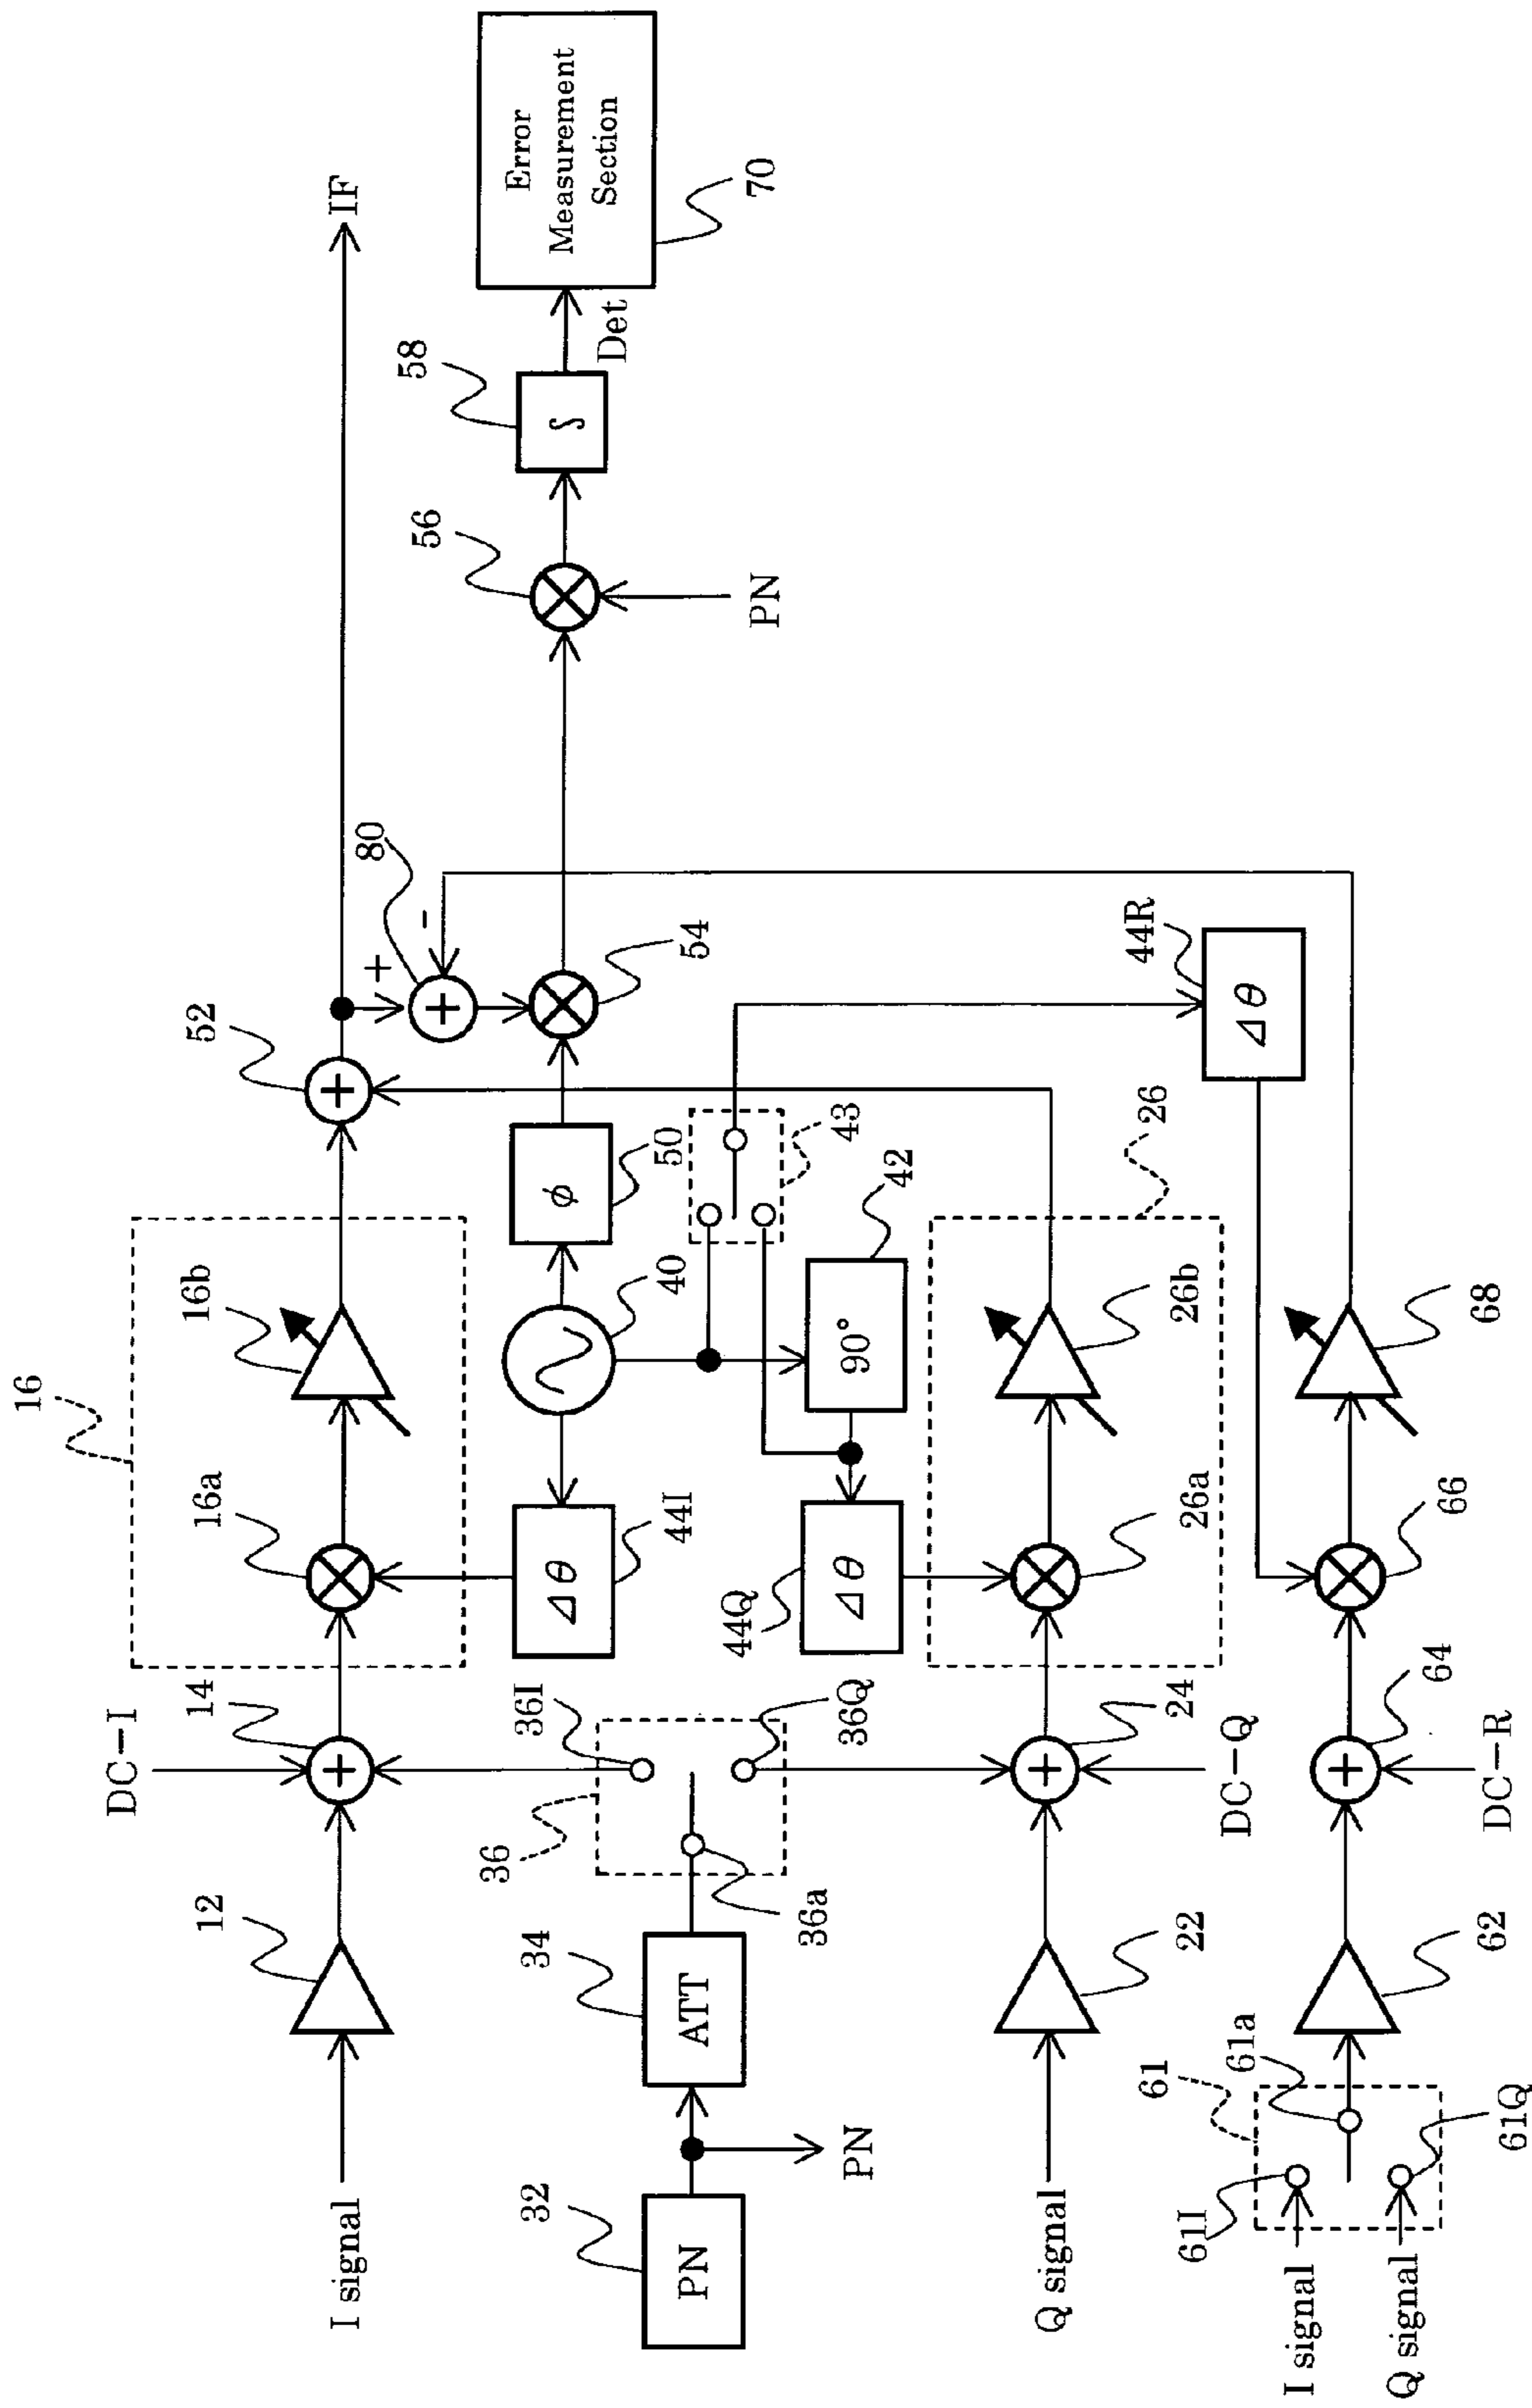 I signal
12
DC-I
14
16
16a
16b
52
IF
PN
32
PN
34
ATT
36
36a
36I
36Q
Δθ
44I
40
φ
50
80
+
-
54
56
PN
58
∫
Det
Error
Measurement
Section
70
43
42
90°
44Q
Δθ
Q signal
22
24
DC-Q
26
26a
26b
44R
Δθ
I signal
Q signal
61
61I
61Q
61a
62
64
DC-R
66
68